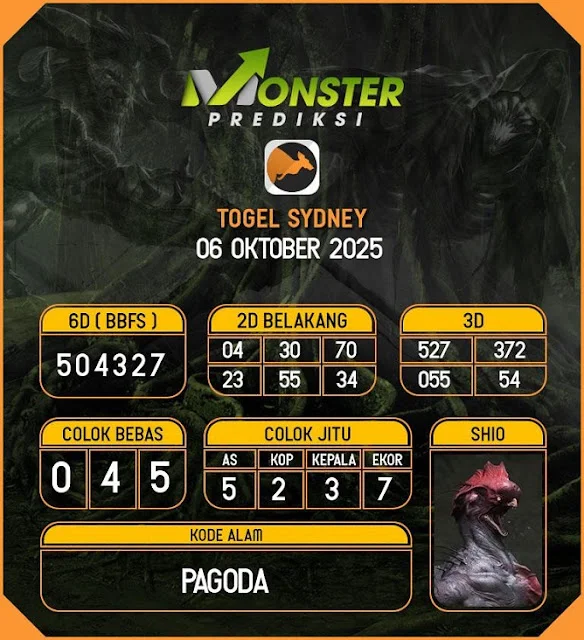 MONSTER
PREDIKSI
TOGEL SYDNEY
06 OKTOBER 2025
6D ( BBFS )
504327
2D BELAKANG
04 30 70
23 55 34
3D
527 372
055 54
COLOK BEBAS
0 4 5
COLOK JITU
AS KOP KEPALA EKOR
5 2 3 7
SHIO
KODE ALAM
PAGODA